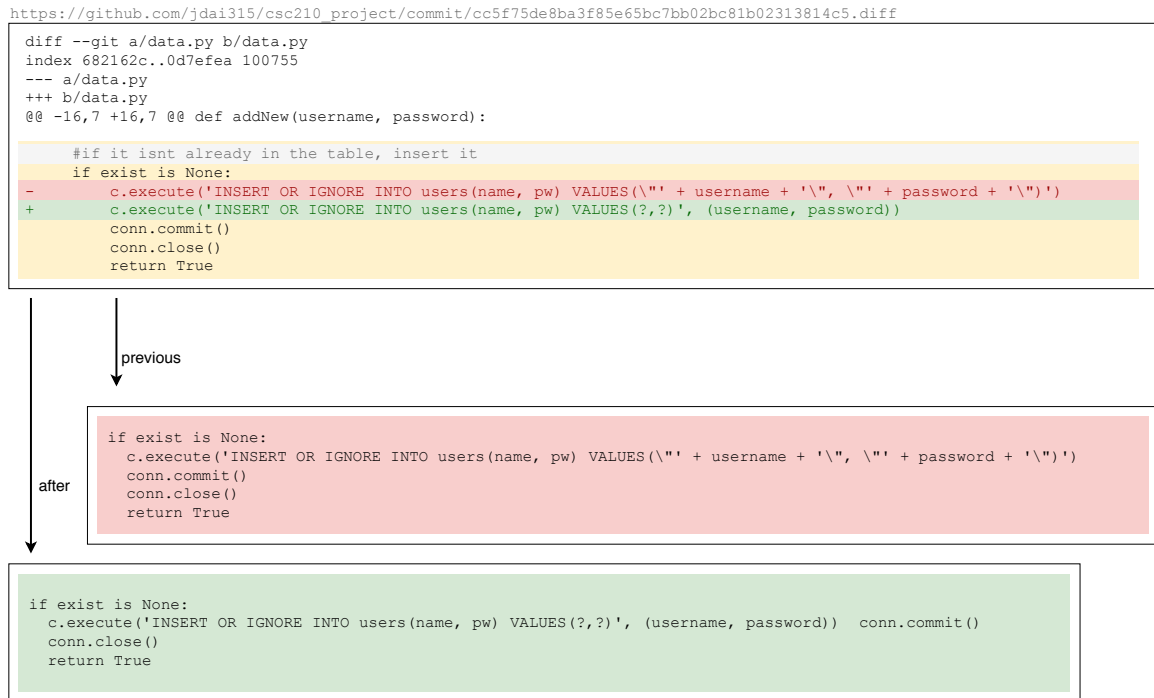 https://github.com/jdai315/csc210_project/commit/cc5f75de8ba3f85e65bc7bb02bc81b02313814c5.diff
diff --git a/data.py b/data.py
index 682162c..0d7efea 100755
--- a/data.py
+++ b/data.py
@@ -16,7 +16,7 @@ def addNew(username, password):
#if it isnt already in the table, insert it
if exist is None:
- c.execute('INSERT OR IGNORE INTO users(name, pw) VALUES(\"' + username + '\", \"' + password + '\")')
+ c.execute('INSERT OR IGNORE INTO users(name, pw) VALUES(?,?)', (username, password))
conn.commit()
conn.close()
return True
previous
if exist is None:
c.execute('INSERT OR IGNORE INTO users(name, pw) VALUES(\"' + username + '\", \"' + password + '\")')
conn.commit()
conn.close()
return True
after
if exist is None:
c.execute('INSERT OR IGNORE INTO users(name, pw) VALUES(?,?)', (username, password)) conn.commit()
conn.close()
return True